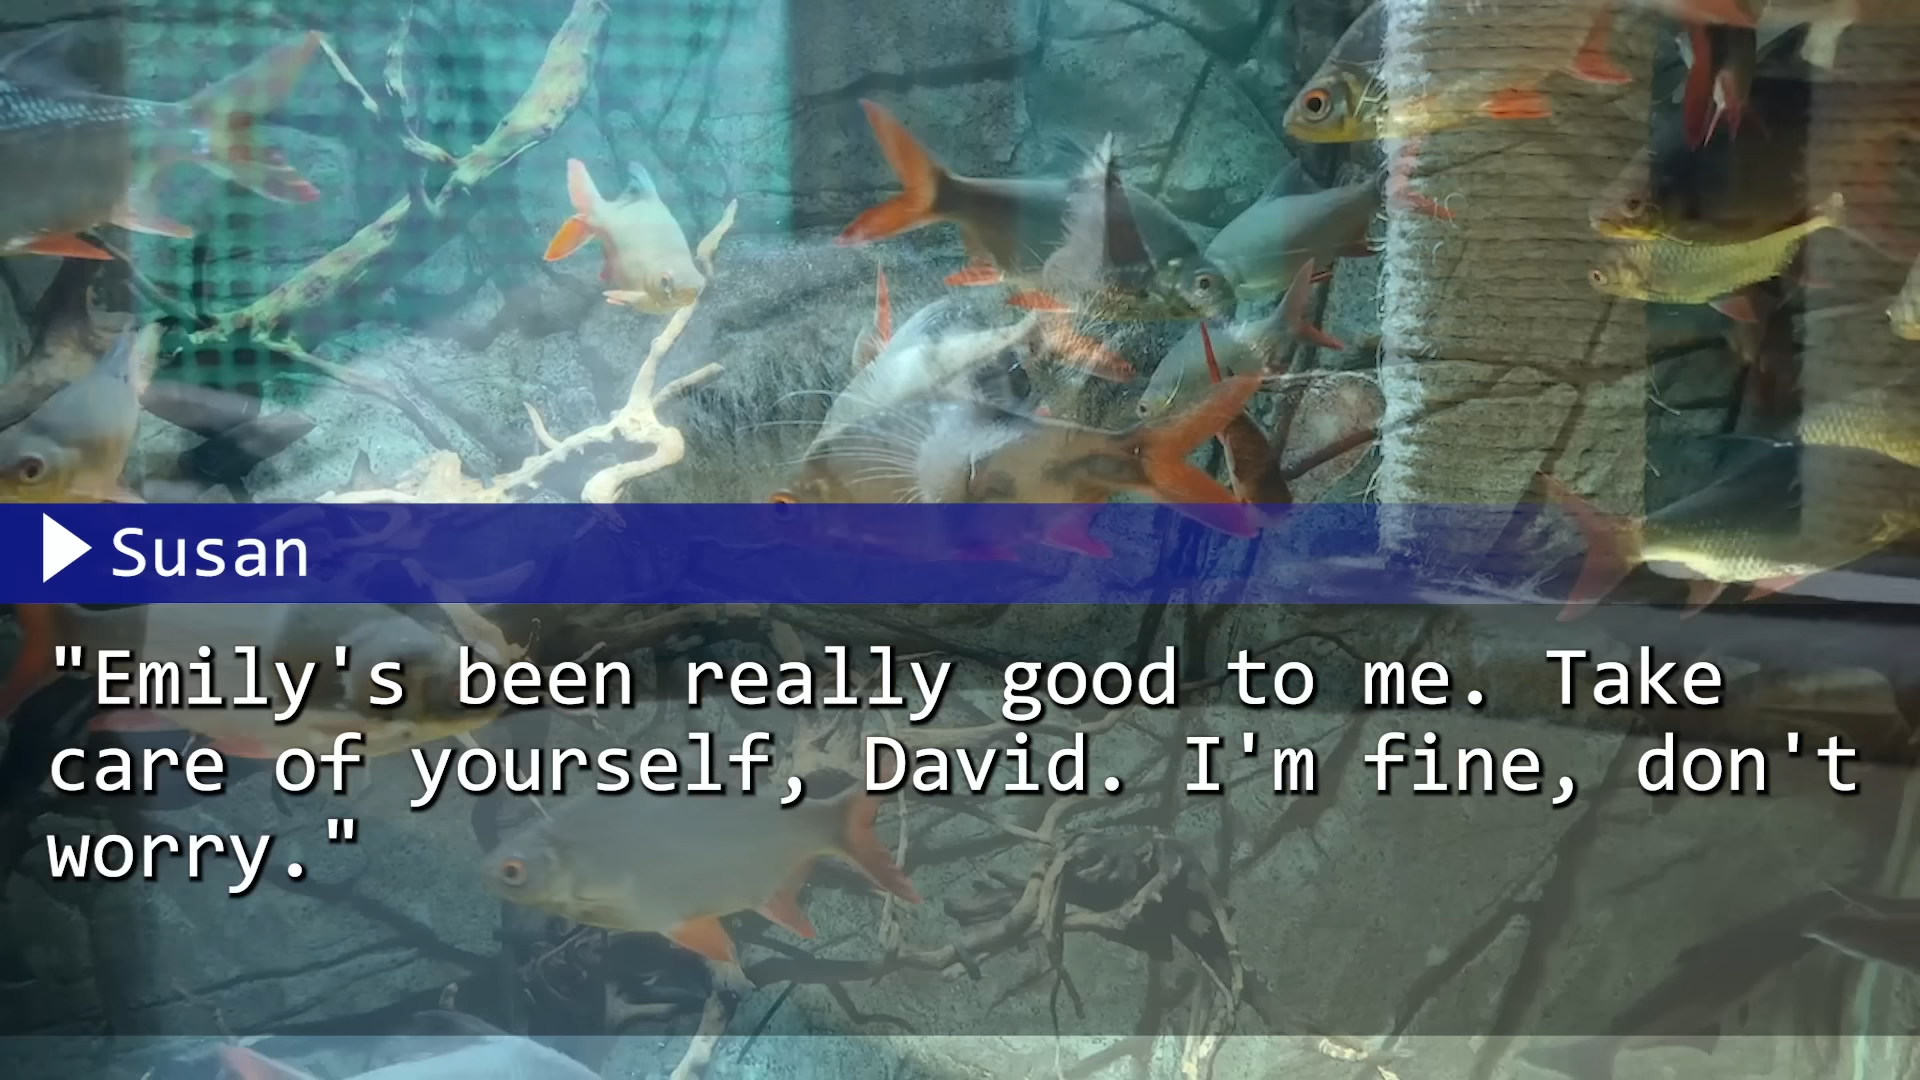 Susan
"Emily's been really good to me. Take
care of yourself, David. I'm fine, don't
worry."